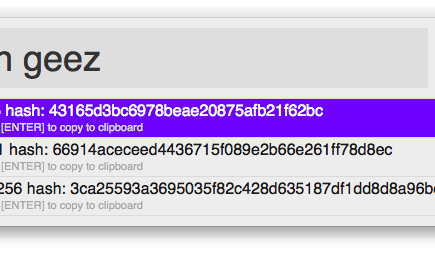 h geez
5 hash: 43165d3bc6978beae20875afb21f62bc
[ENTER] to copy to clipboard
1 hash: 66914aceceed4436715f089e2b66e261ff78d8ec
[ENTER] to copy to clipboard
256 hash: 3ca25593a3695035f82c428d635187df1dd8d8a96b
[ENTER] to copy to clipboard